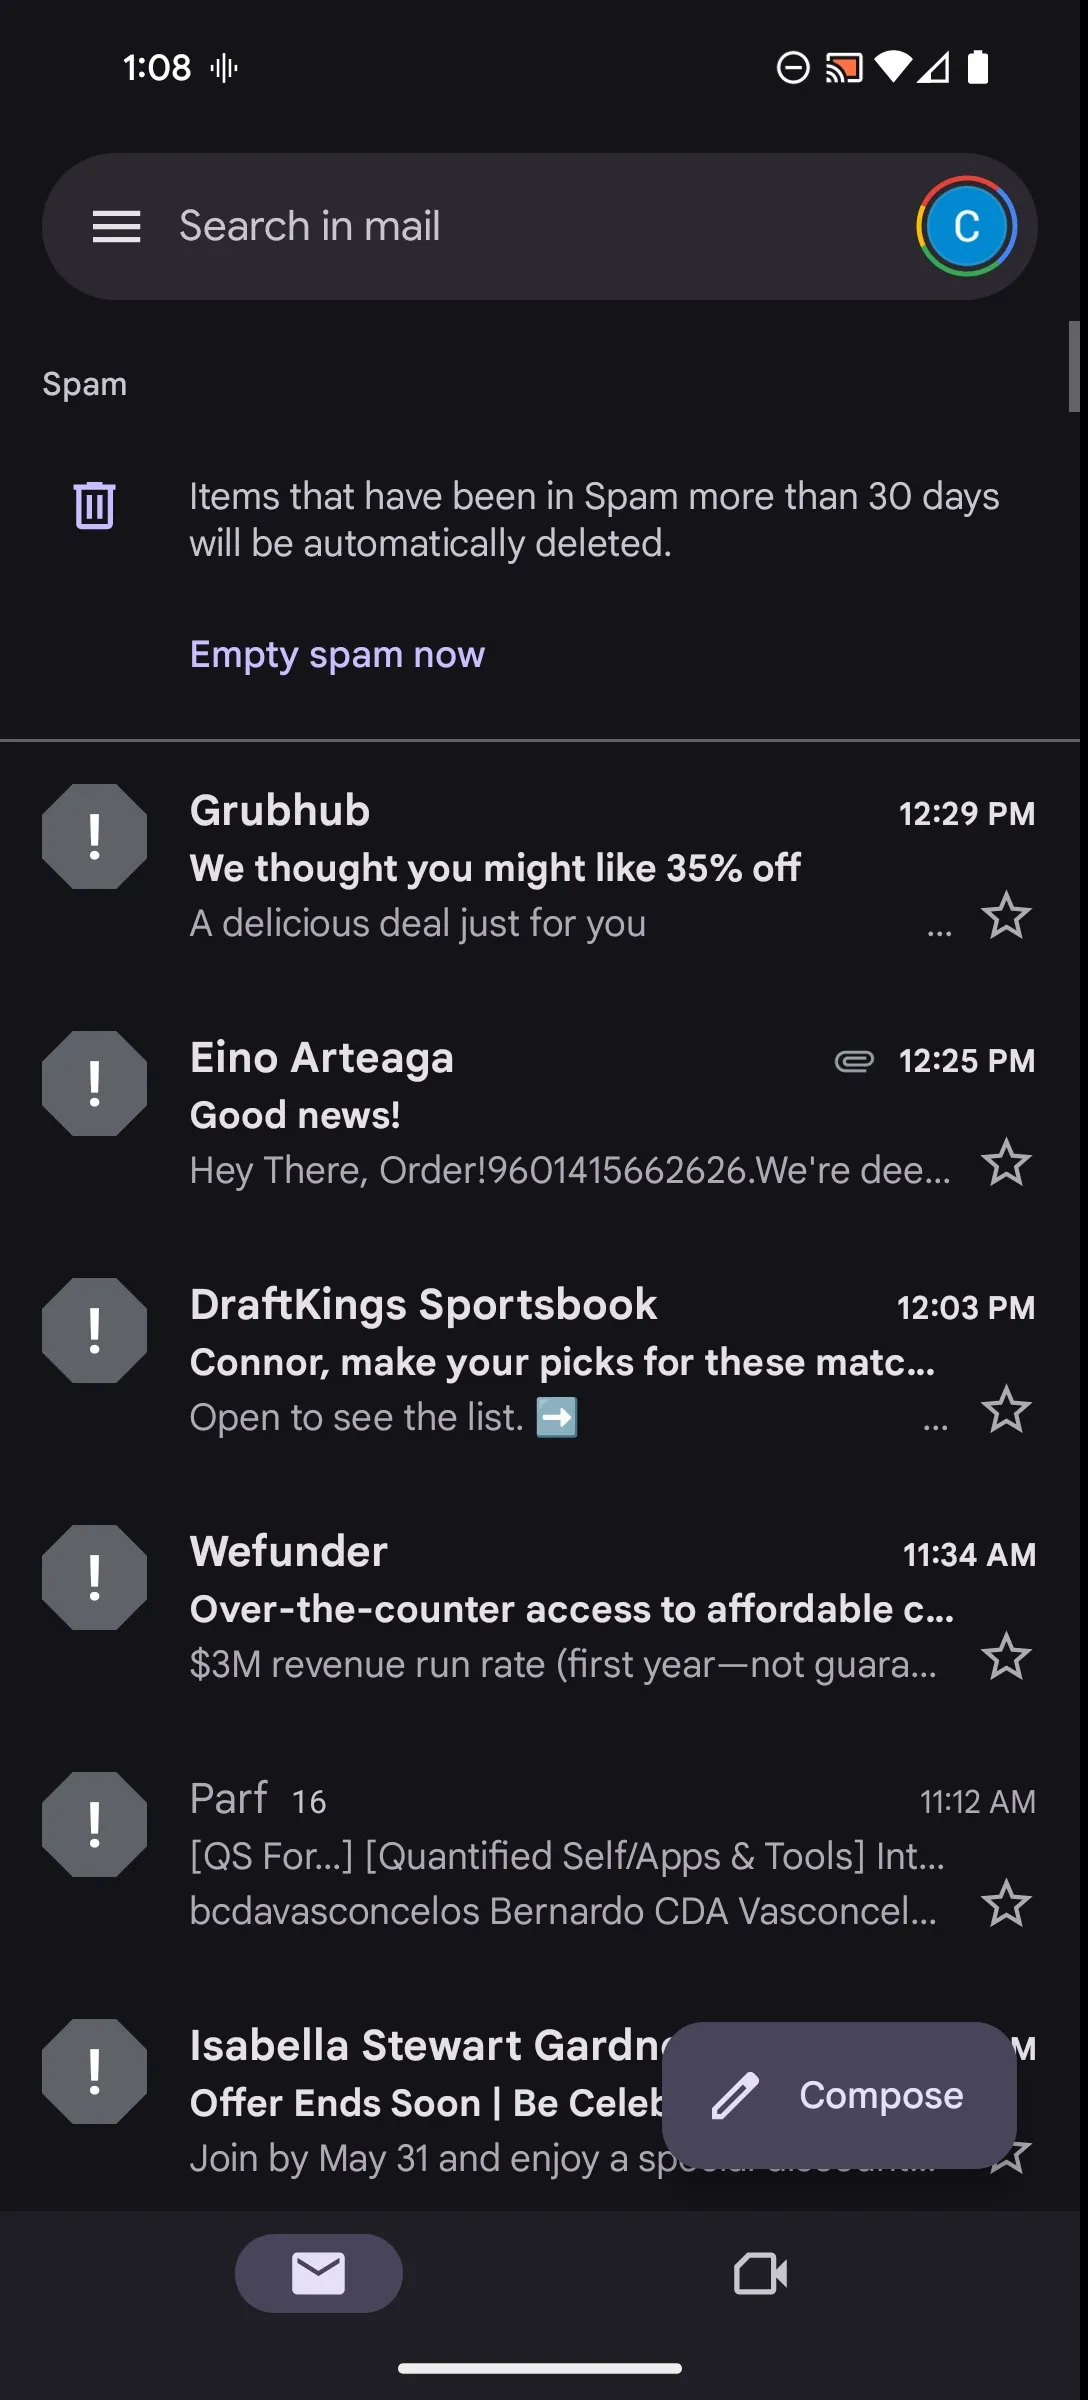 1:08
Search in mail
C
Spam
Items that have been in Spam more than 30 days
will be automatically deleted.
Empty spam now
Grubhub 12:29 PM
We thought you might like 35% off
A delicious deal just for you ...
Eino Arteaga 12:25 PM
Good news!
Hey There, Order!9601415662626.We're dee...
DraftKings Sportsbook 12:03 PM
Connor, make your picks for these matc...
Open to see the list. ➡️ ...
Wefunder 11:34 AM
Over-the-counter access to affordable c...
$3M revenue run rate (first year—not guara...
Parf 16 11:12 AM
[QS For...] [Quantified Self/Apps & Tools] Int...
bcdavasconcelos Bernardo CDA Vasconcel...
Isabella Stewart Gardn
Offer Ends Soon | Be Celeb
Join by May 31 and enjoy a special discount...
Compose